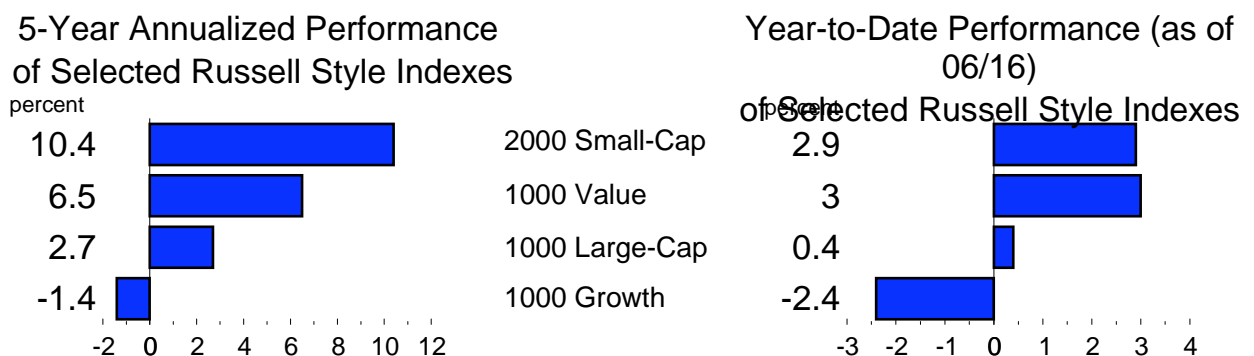 5-Year Annualized Performance
of Selected Russell Style Indexes
percent
10.4
6.5
2.7
-1.4
-2 0 2 4 6 8 10 12
2000 Small-Cap
1000 Value
1000 Large-Cap
1000 Growth
Year-to-Date Performance (as of
06/16)
of Selected Russell Style Indexes
percent
2.9
3
0.4
-2.4
-3 -2 -1 0 1 2 3 4